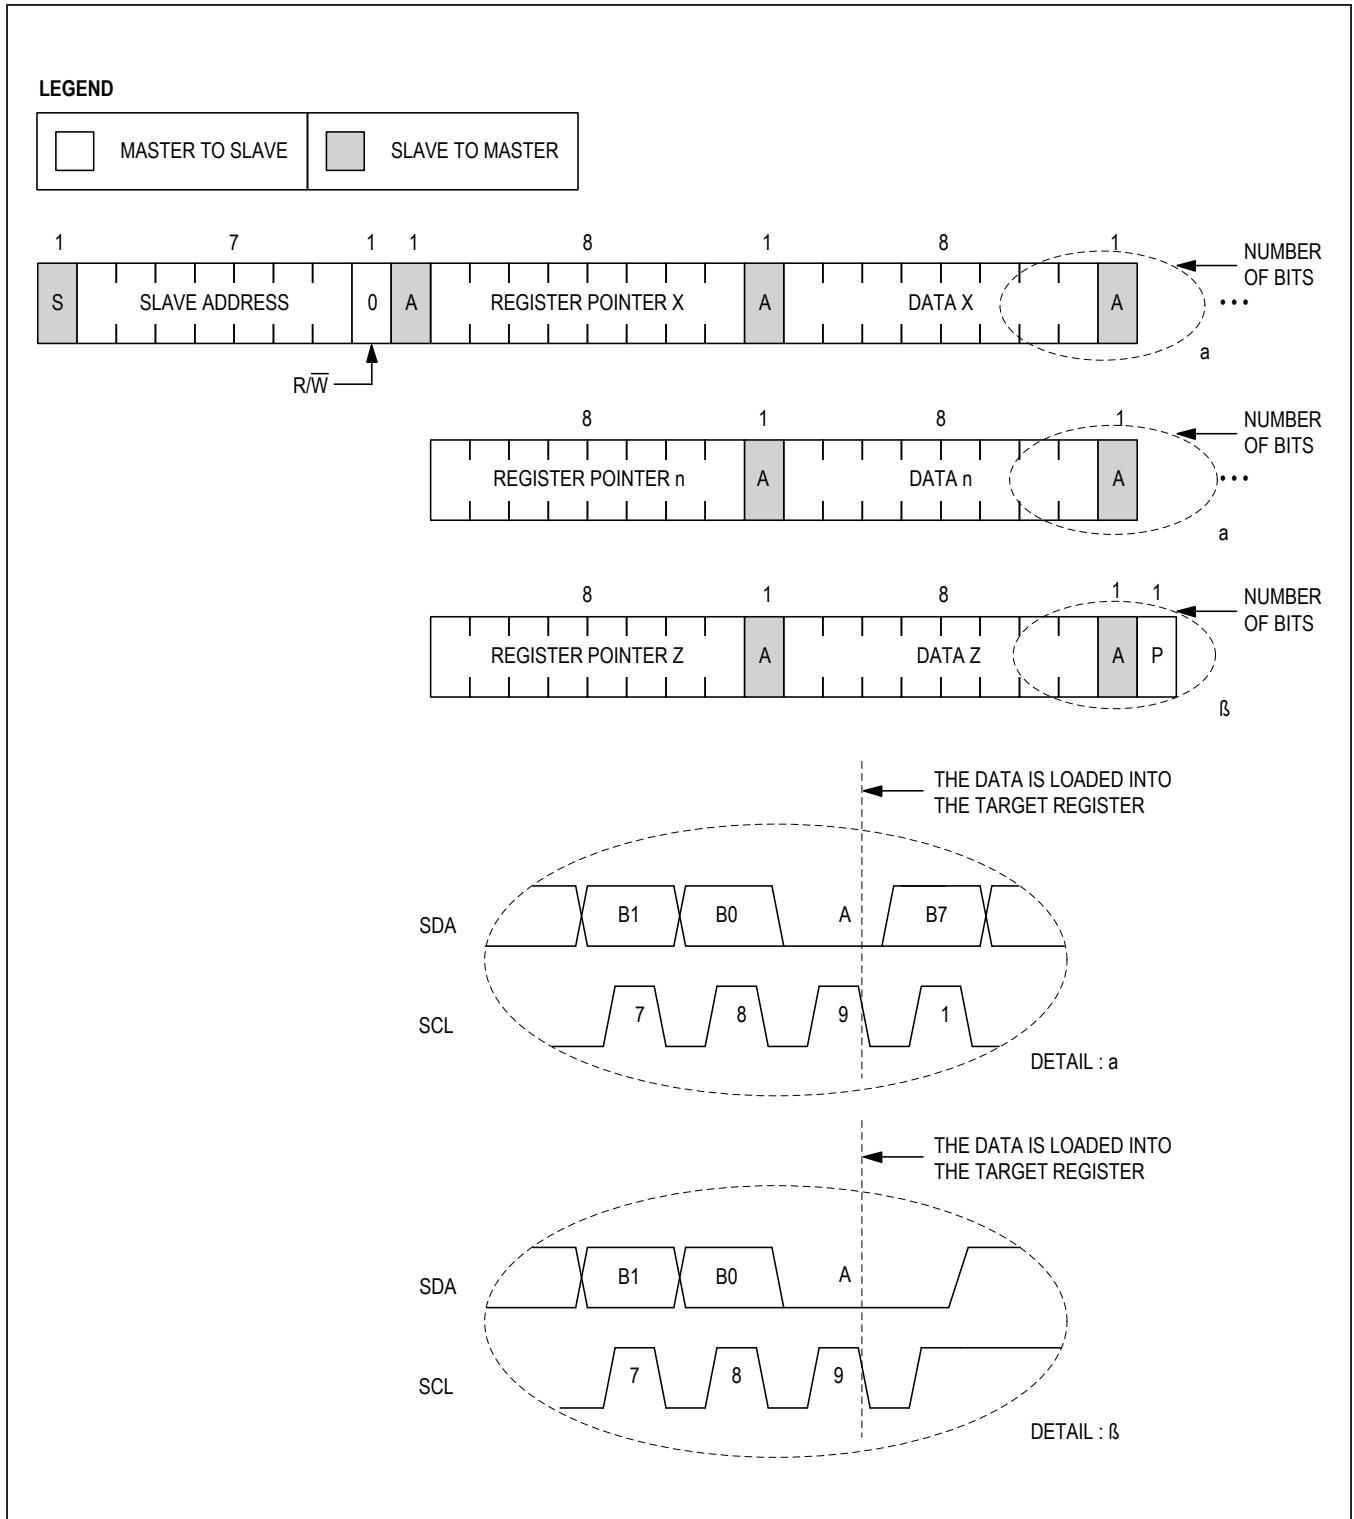 LEGEND
MASTER TO SLAVE SLAVE TO MASTER
1 7 1 1 8 1 8 1 NUMBER
OF BITS
S SLAVE ADDRESS 0 A REGISTER POINTER X A DATA X A •••
a
R/W̅
8 1 8 1 NUMBER
OF BITS
REGISTER POINTER n A DATA n A •••
a
8 1 8 1 1 NUMBER
OF BITS
REGISTER POINTER Z A DATA Z A P
ß
THE DATA IS LOADED INTO
THE TARGET REGISTER
SDA B1 B0 A B7
SCL 7 8 9 1
DETAIL : a
THE DATA IS LOADED INTO
THE TARGET REGISTER
SDA B1 B0 A
SCL 7 8 9
DETAIL : ß